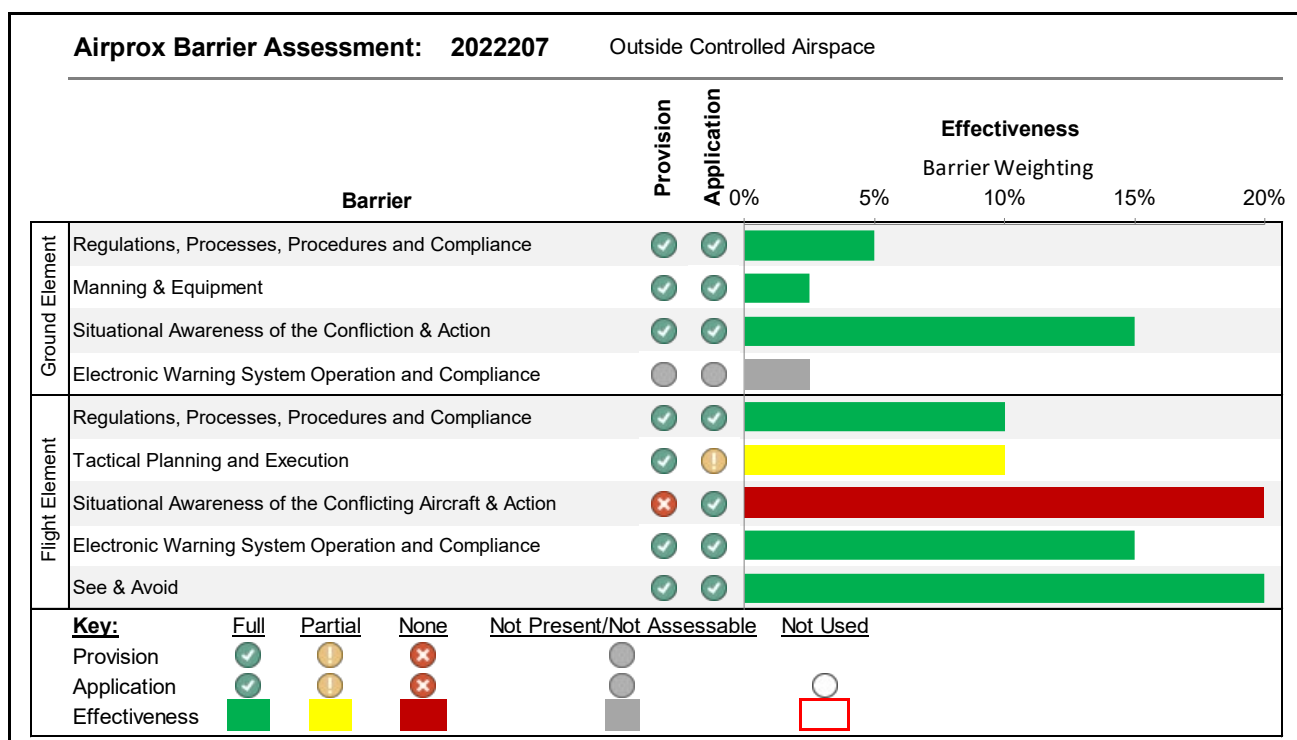 Airprox Barrier Assessment: 2022207 Outside Controlled Airspace
Barrier
Provision
Application
Effectiveness
Barrier Weighting
0% 5% 10% 15% 20%
Ground Element
Regulations, Processes, Procedures and Compliance
Manning & Equipment
Situational Awareness of the Confliction & Action
Electronic Warning System Operation and Compliance
Flight Element
Regulations, Processes, Procedures and Compliance
Tactical Planning and Execution
Situational Awareness of the Conflicting Aircraft & Action
Electronic Warning System Operation and Compliance
See & Avoid
Key: Full Partial None Not Present/Not Assessable Not Used
Provision
Application
Effectiveness